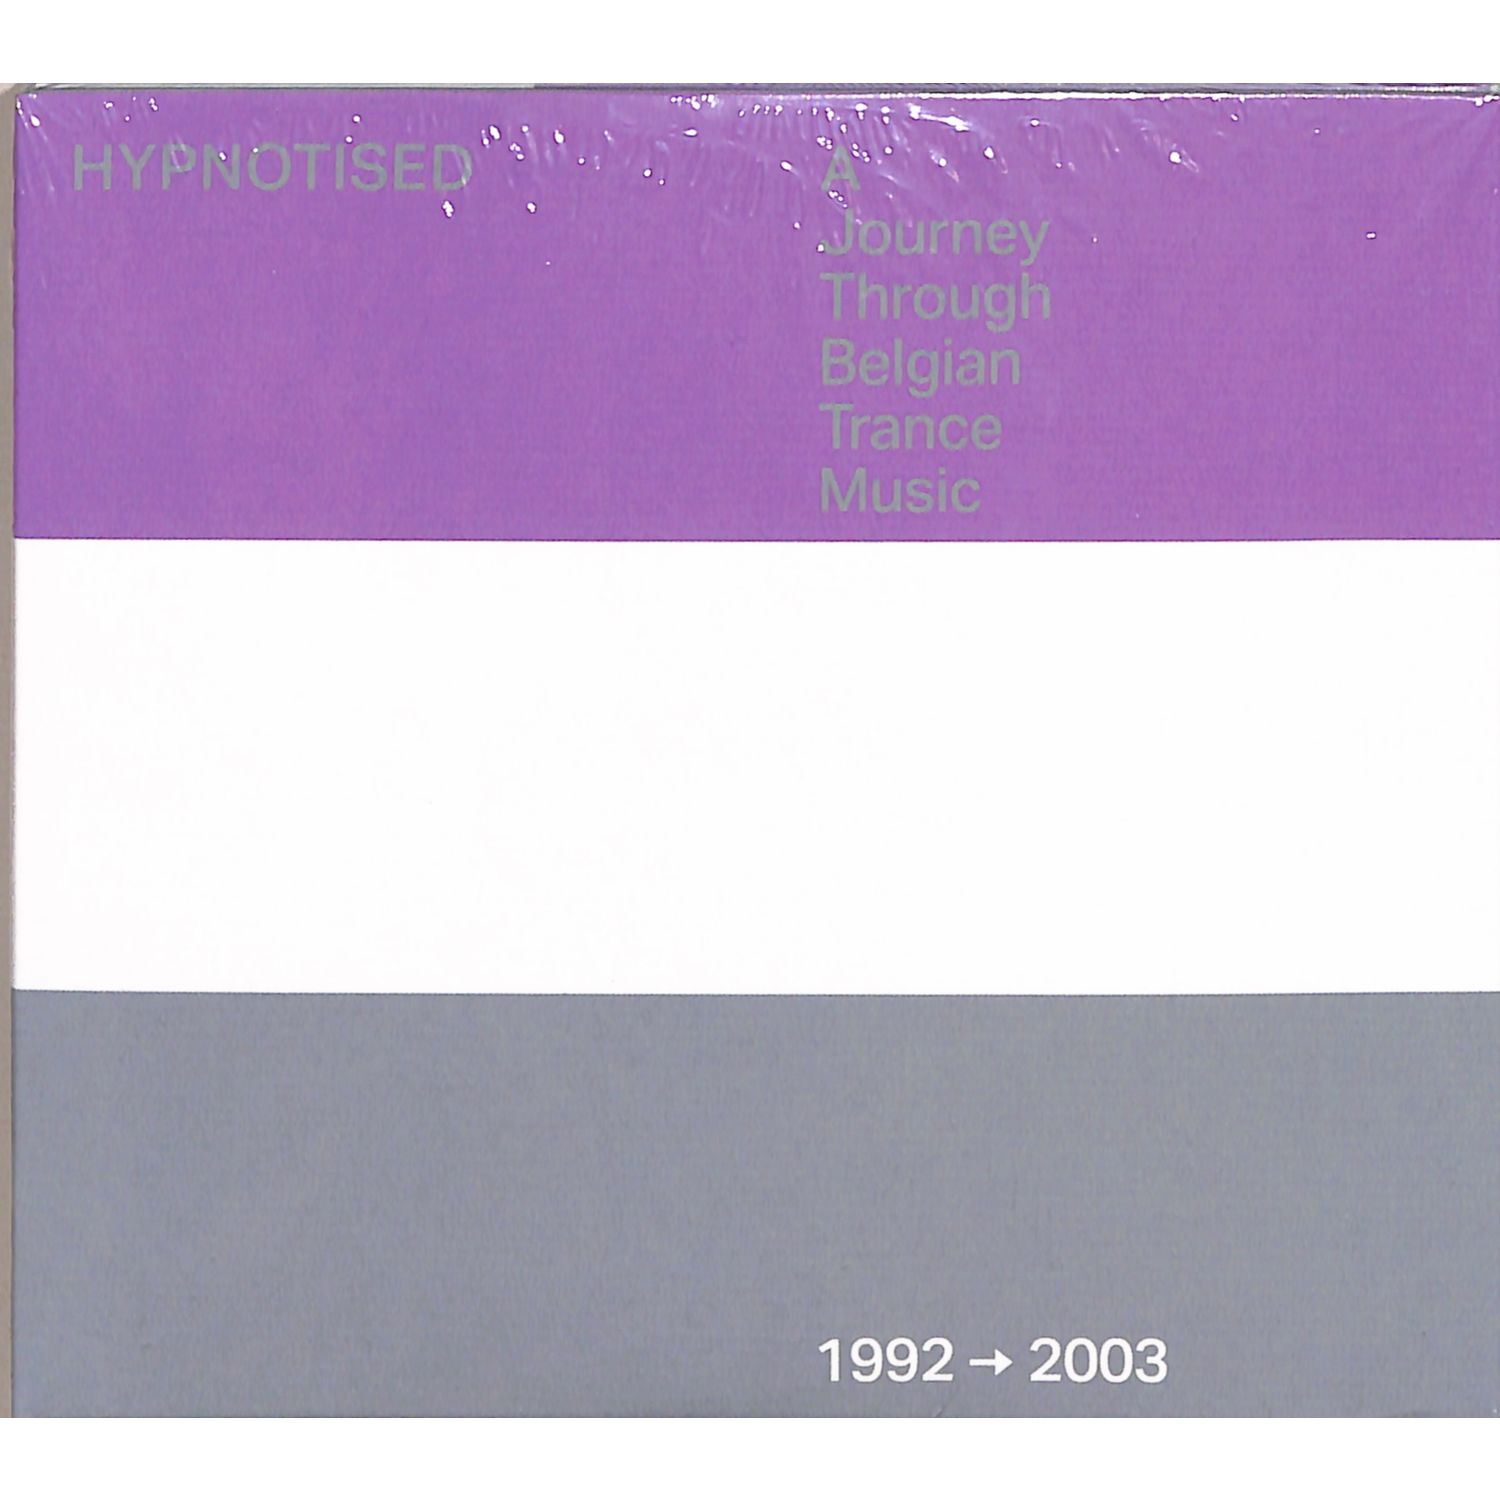 HYPNOTISED
A
Journey
Through
Belgian
Trance
Music
1992 → 2003